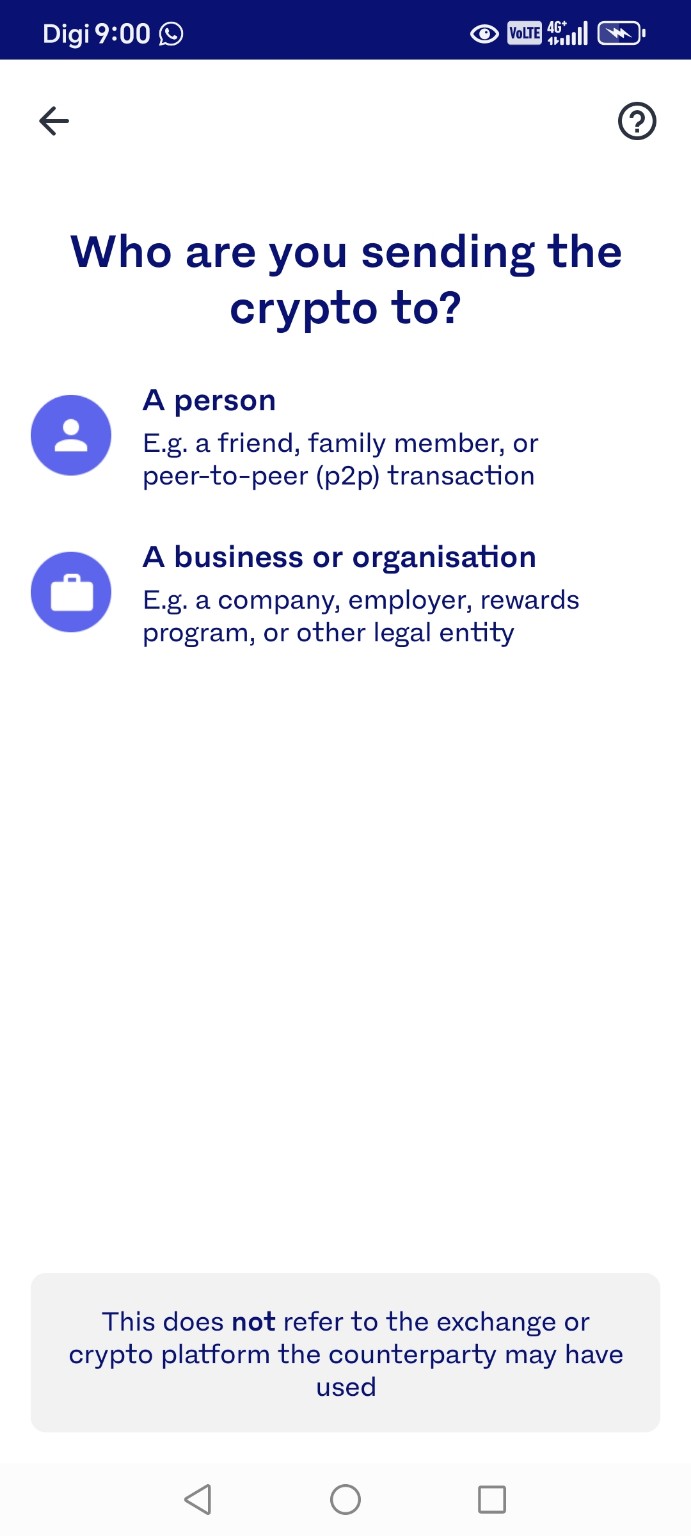 Digi 9:00 VoLTE 4G+
Who are you sending the
crypto to?
A person
E.g. a friend, family member, or
peer-to-peer (p2p) transaction
A business or organisation
E.g. a company, employer, rewards
program, or other legal entity
This does not refer to the exchange or
crypto platform the counterparty may have
used